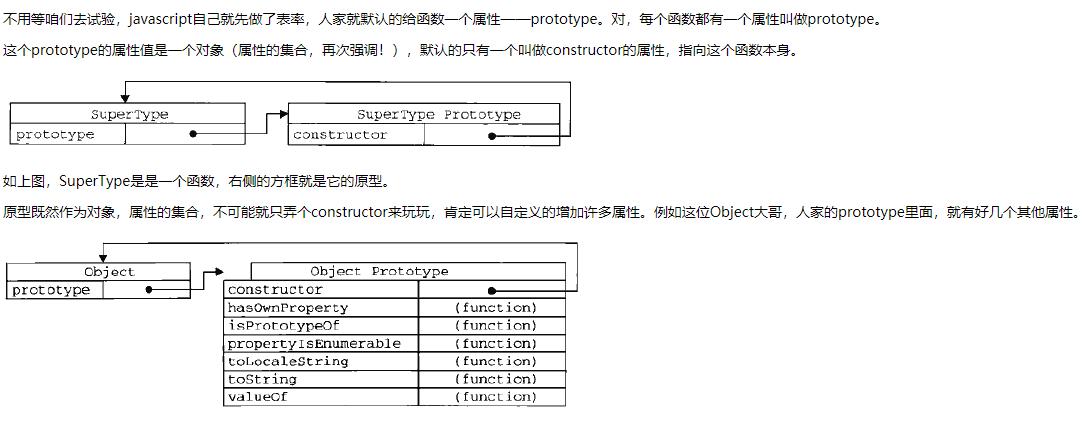 不用等咱们去试验，javascript自己就先做了表率，人家就默认的给函数一个属性——prototype。对，每个函数都有一个属性叫做prototype。
这个prototype的属性值是一个对象（属性的集合，再次强调！），默认的只有一个叫做constructor的属性，指向这个函数本身。
SuperType
prototype
SuperType Prototype
constructor
如上图，SuperType是是一个函数，右侧的方框就是它的原型。
原型既然作为对象，属性的集合，不可能就只弄个constructor来玩玩，肯定可以自定义的增加许多属性。例如这位Object大哥，人家的prototype里面，就有好几个其他属性。
Object
prototype
Object Prototype
constructor
hasOwnProperty (function)
isPrototypeOf (function)
propertyIsEnumerable (function)
toLocaleString (function)
toString (function)
valueOf (function)